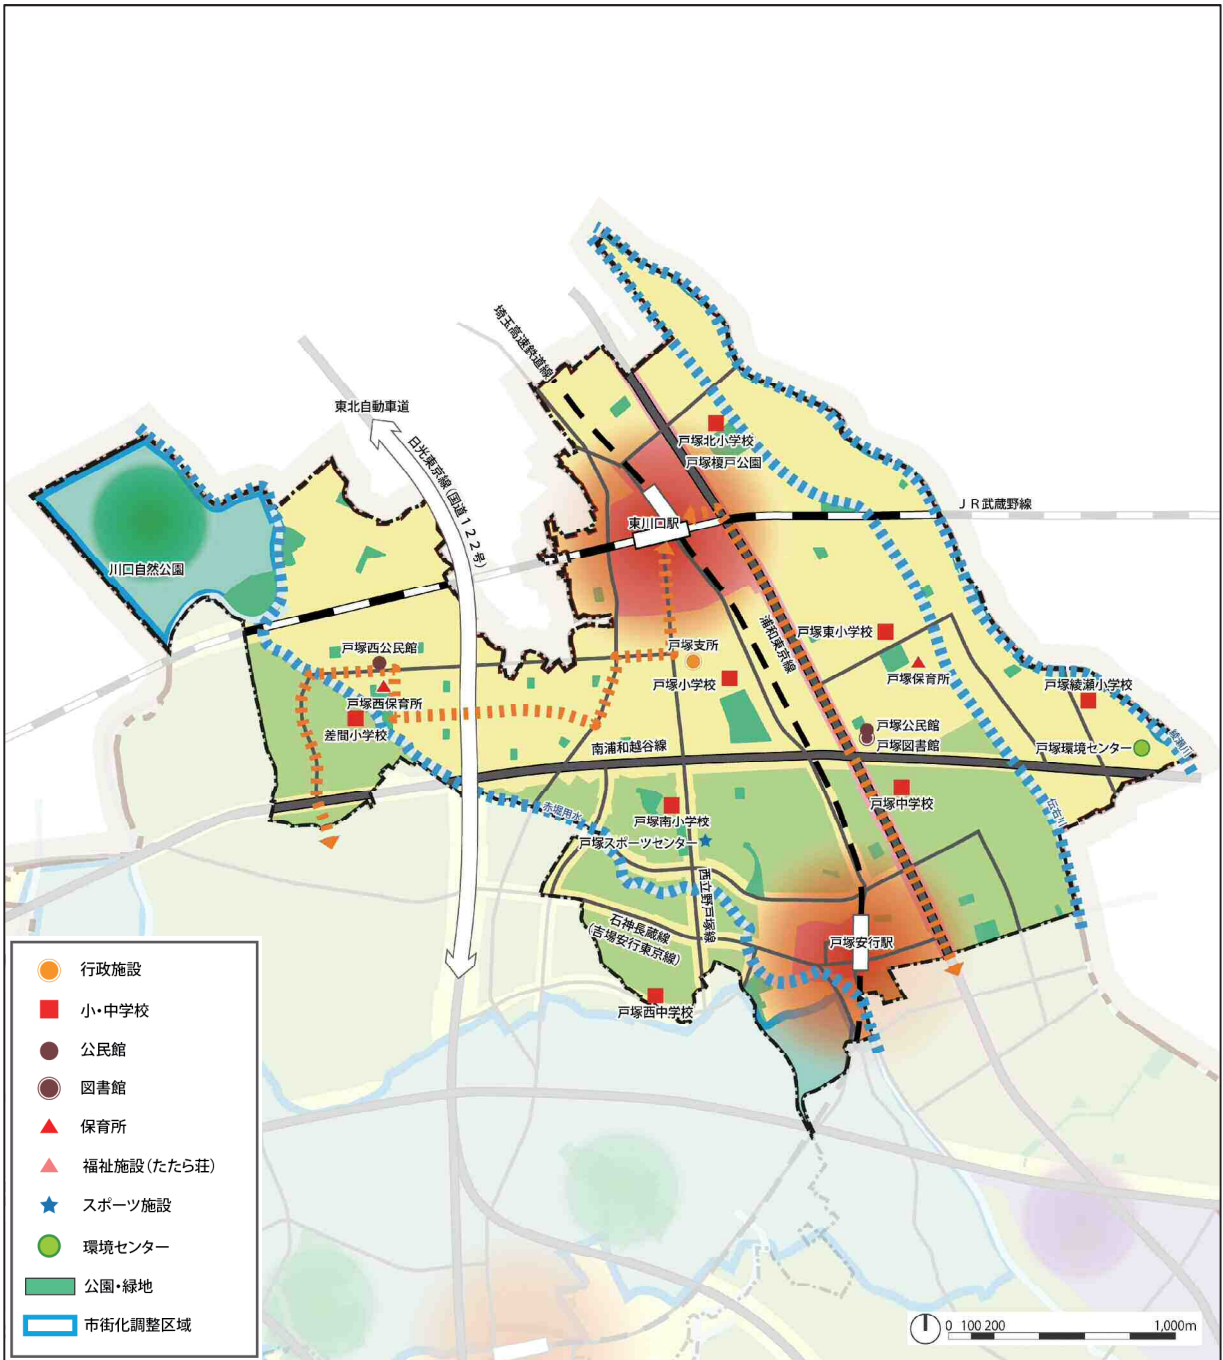 埼玉高速鉄道線
東北自動車道
日光東京線(国道122号)
戸塚北小学校
戸塚榎戸公園
JR武蔵野線
東川口駅
川口自然公園
浦和東京線
戸塚東小学校
戸塚支所
戸塚西公民館
戸塚保育所
戸塚小学校
戸塚綾瀬小学校
戸塚西保育所
差間小学校
戸塚公民館
戸塚図書館
南浦和越谷線
戸塚環境センター
綾瀬川
戸塚中学校
赤堀用水
伝右川
戸塚南小学校
戸塚スポーツセンター
西立野戸塚線
石神長蔵線
(吉場安行東京線)
戸塚安行駅
戸塚西中学校
行政施設
小・中学校
公民館
図書館
保育所
福祉施設(たたら荘)
スポーツ施設
環境センター
公園・緑地
市街化調整区域
0 100 200 1,000m